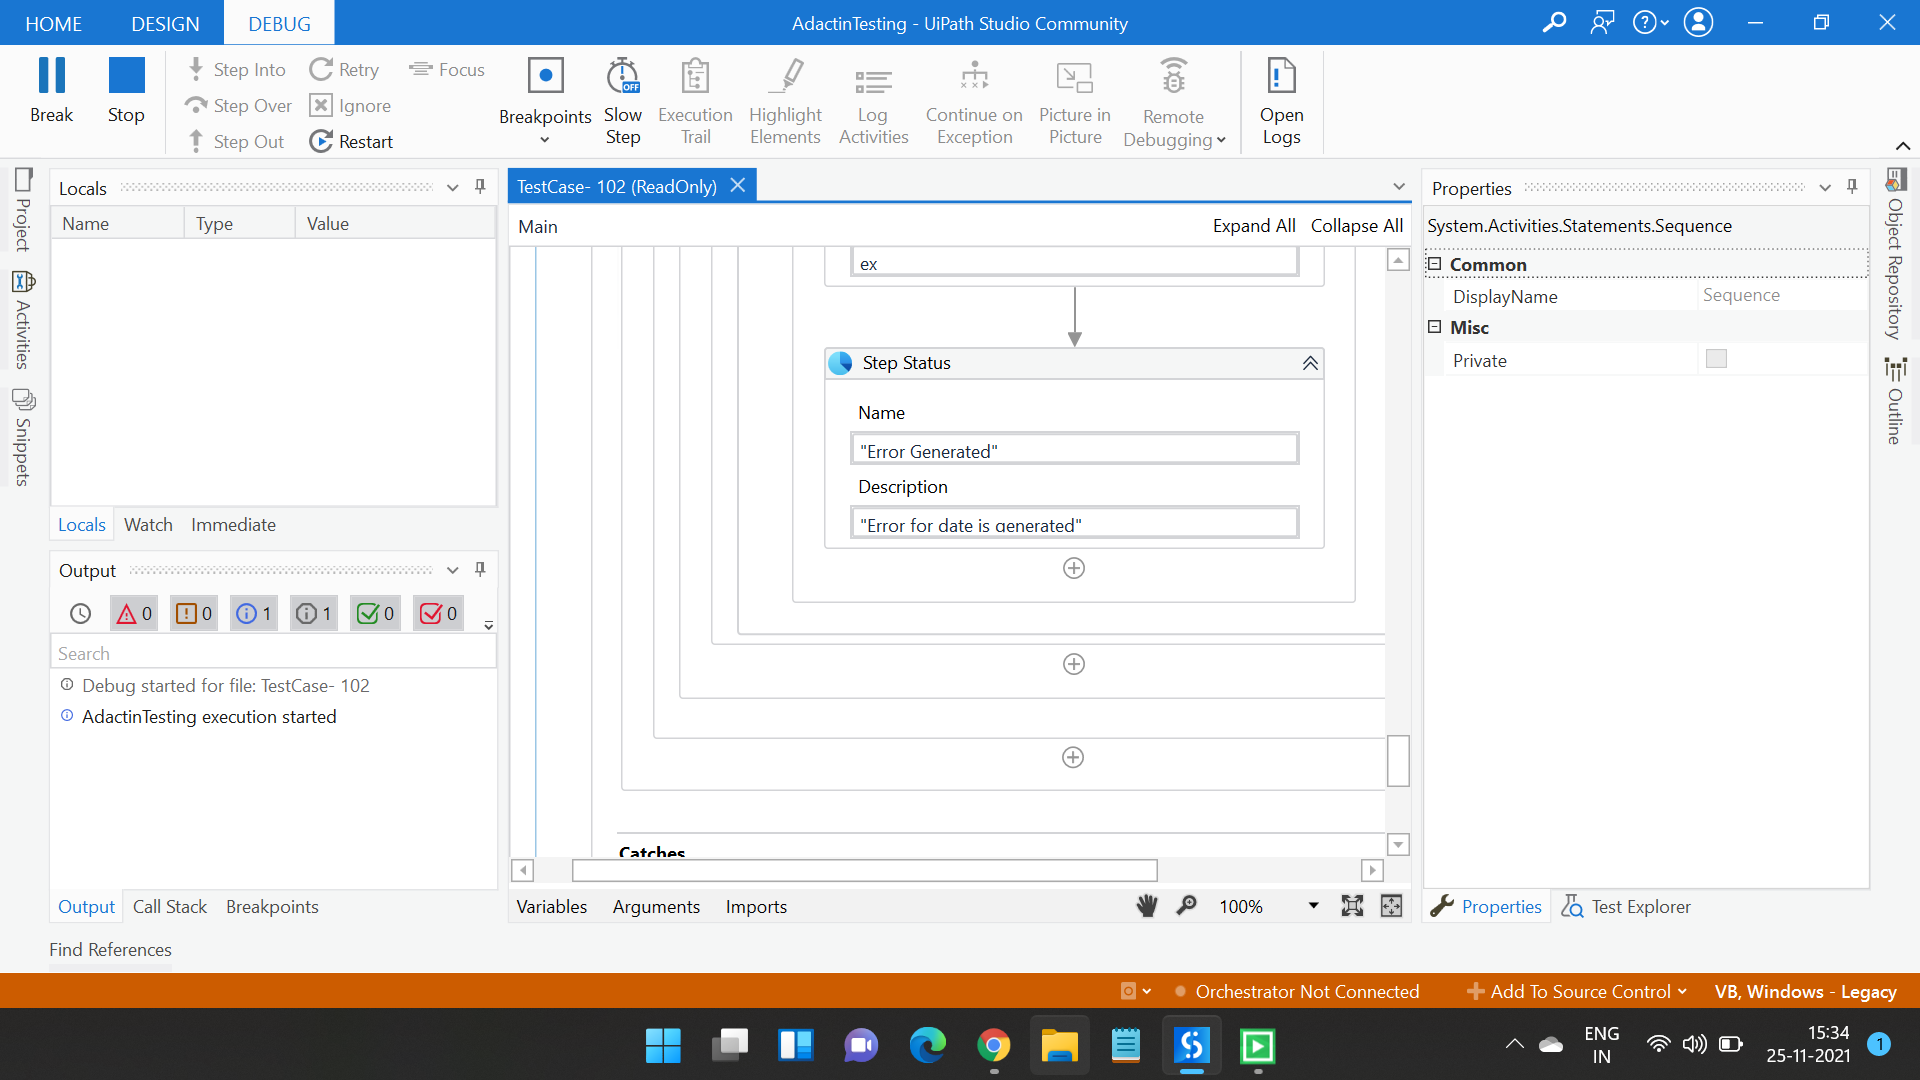 HOME DESIGN DEBUG AdactinTesting - UiPath Studio Community
Break
Stop
Step Into
Step Over
Step Out
Retry
Ignore
Restart
Focus
Breakpoints
Slow Step
Execution Trail
Highlight Elements
Log Activities
Continue on Exception
Picture in Picture
Remote Debugging
Open Logs
Project
Activities
Snippets
Locals
Name Type Value
Locals Watch Immediate
Output
0 0 1 1 0 0
Search
Debug started for file: TestCase- 102
AdactinTesting execution started
Output Call Stack Breakpoints
Find References
TestCase- 102 (ReadOnly)
Main Expand All Collapse All
ex
Step Status
Name
"Error Generated"
Description
"Error for date is generated"
Catches
Variables Arguments Imports 100%
Properties
System.Activities.Statements.Sequence
Common
DisplayName Sequence
Misc
Private
Properties Test Explorer
Object Repository
Outline
Orchestrator Not Connected Add To Source Control VB, Windows - Legacy
ENG
IN
15:34
25-11-2021
1